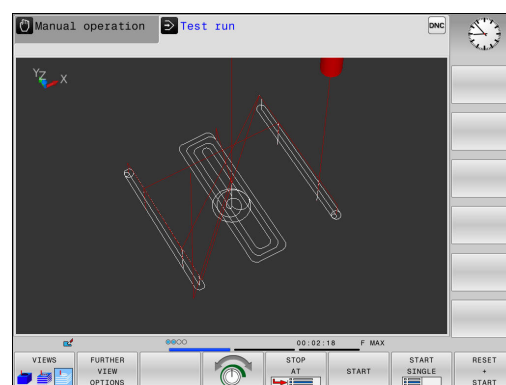 Manual operation
Test run
DNC
YZ X
00:02:18 F MAX
VIEWS
FURTHER
VIEW
OPTIONS
STOP
AT
START
START
SINGLE
RESET
+
START